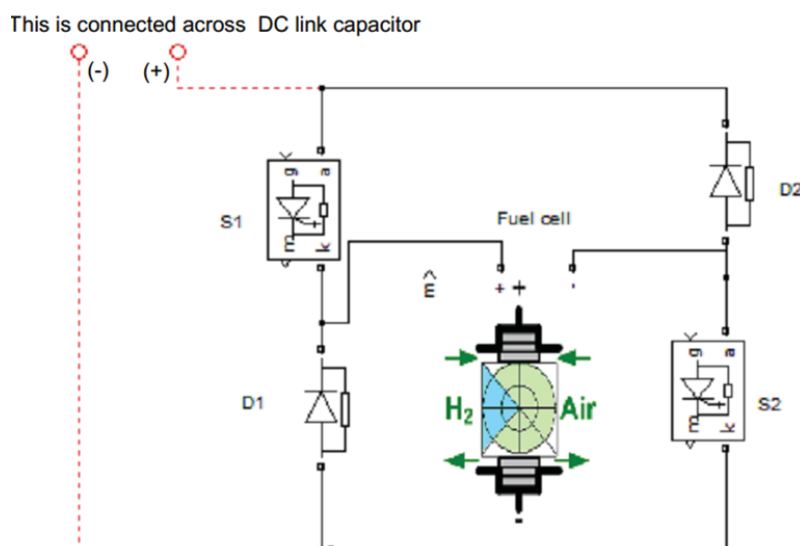 This is connected across DC link capacitor
(-) (+)
g a
D2
S1
Fuel cell
m k
m
+ + -
g a
D1
H2 Air
S2
m k
-